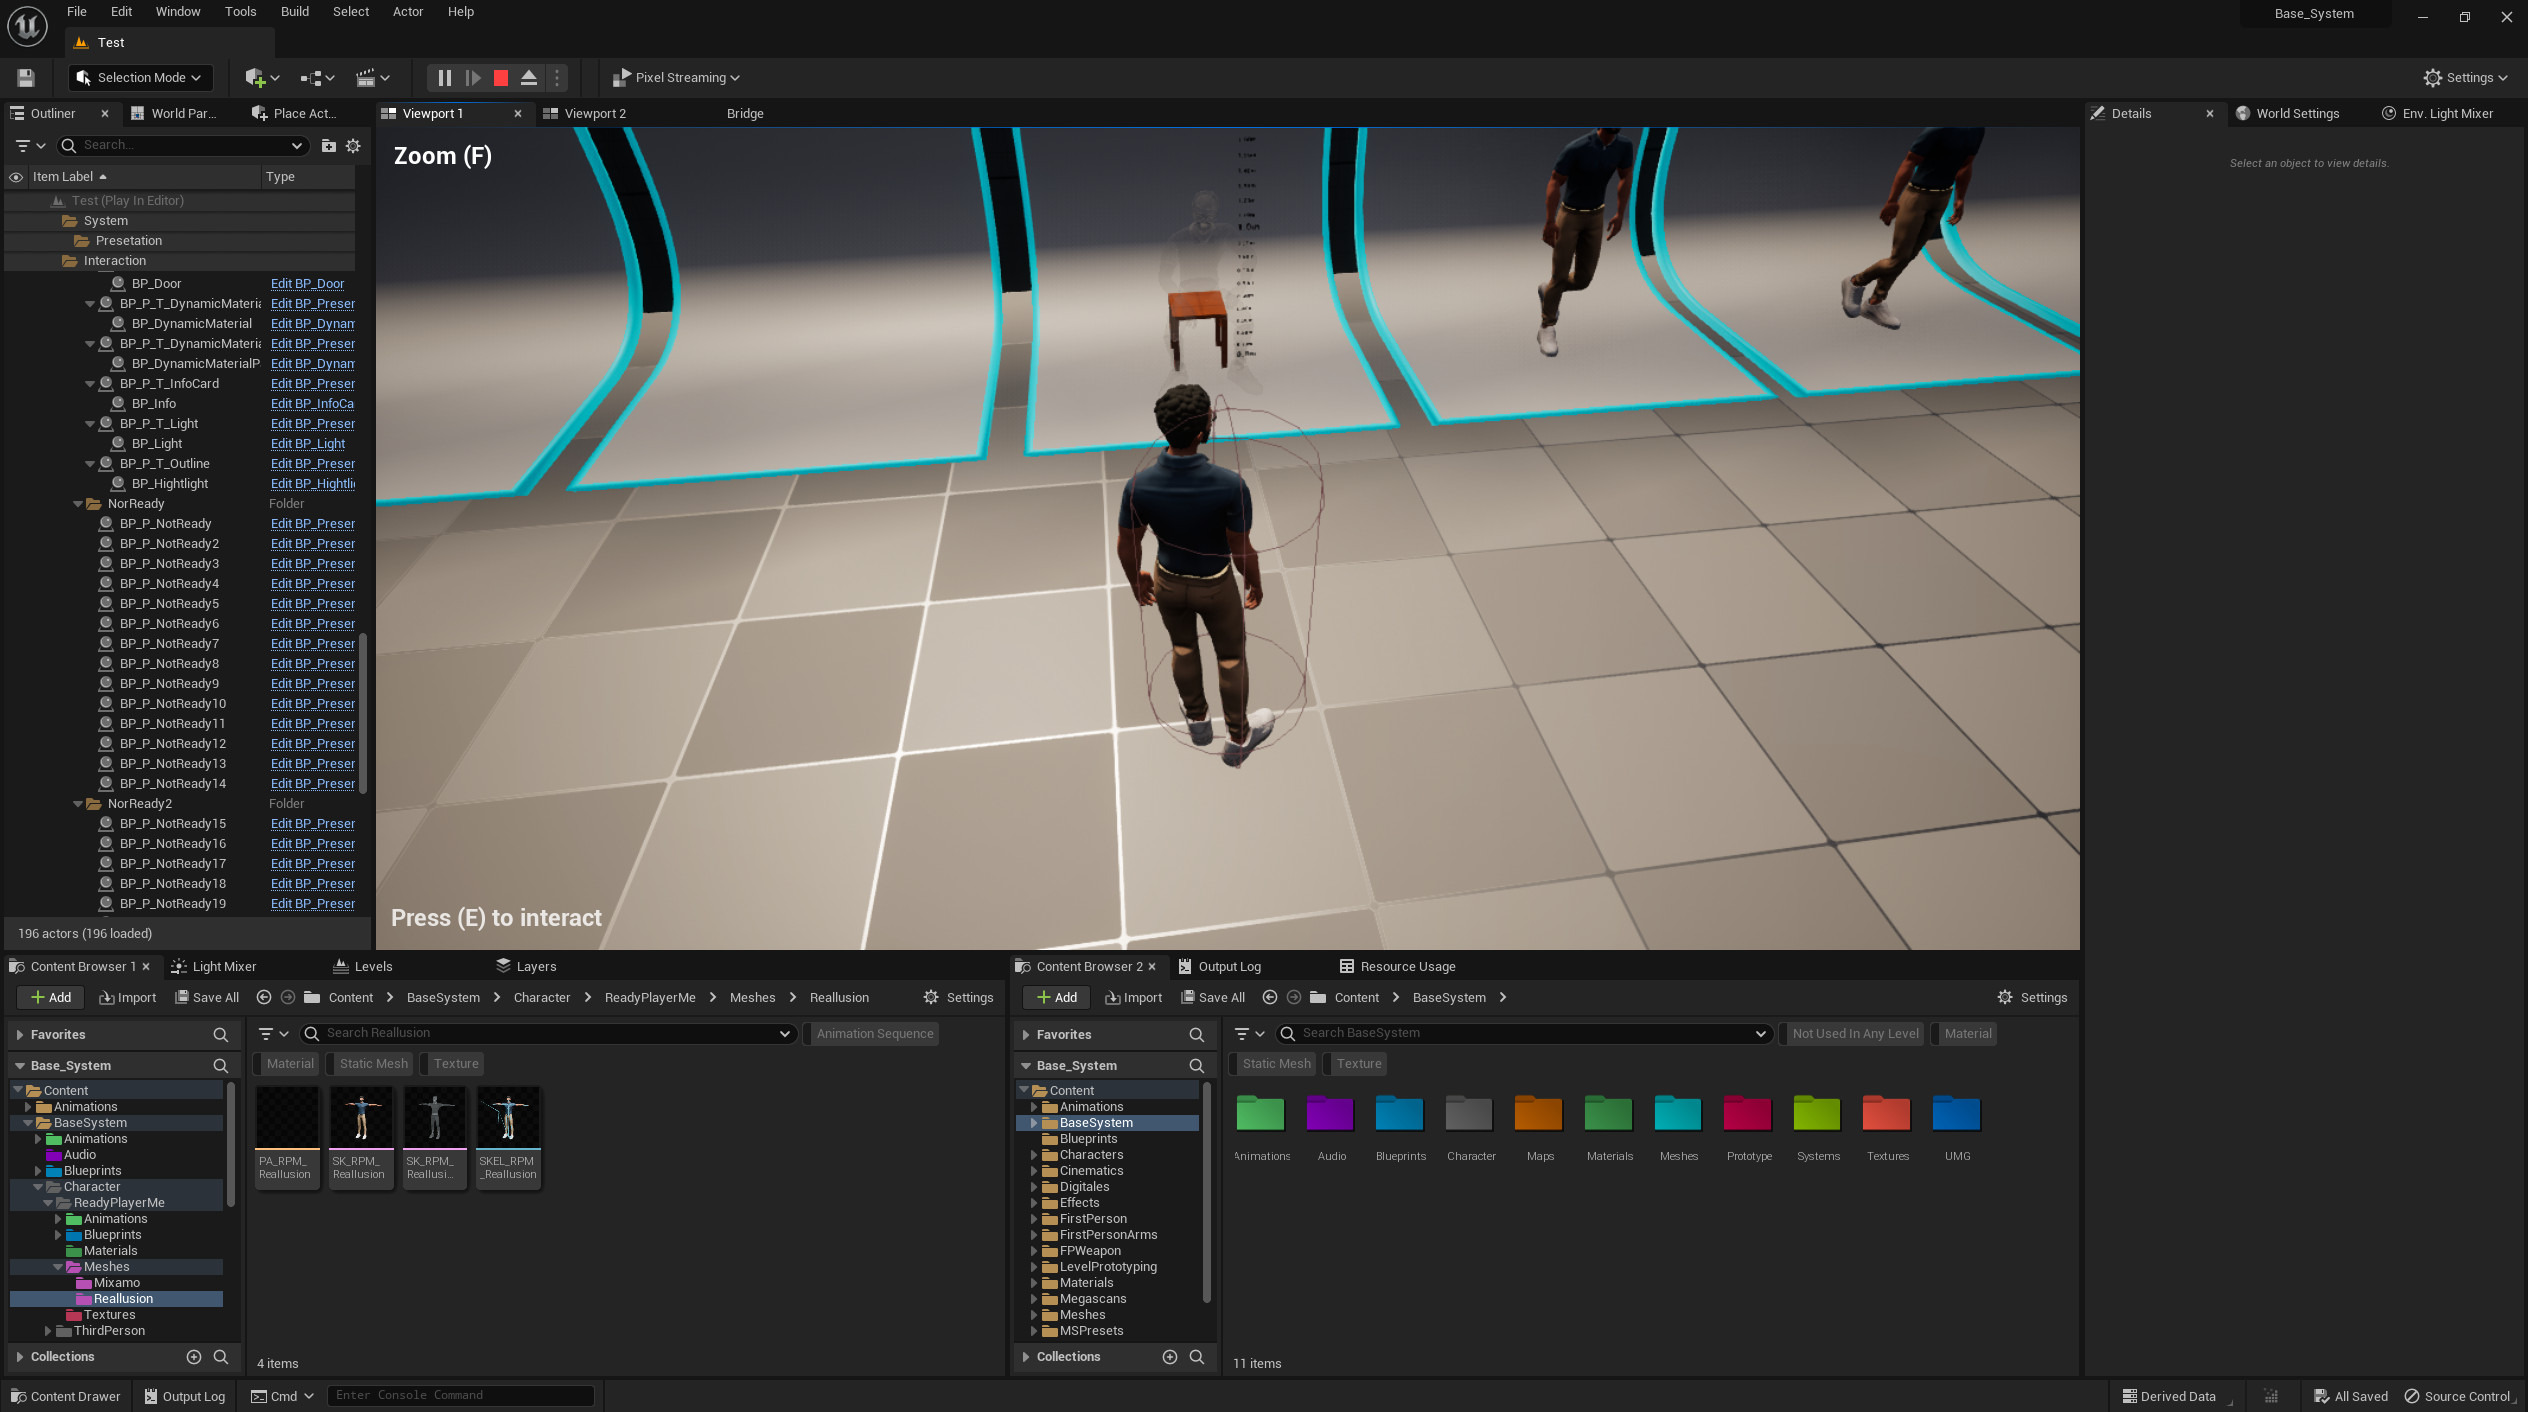 File Edit Window Tools Build Select Actor Help
Base_System
Test
Selection Mode
Pixel Streaming
Settings
Outliner
World Par...
Place Act...
Viewport 1
Viewport 2
Bridge
Details
World Settings
Env. Light Mixer
Search...
Item Label Type
Test (Play In Editor)
System
Presetation
Interaction
BP_Door Edit BP_Door
BP_P_T_DynamicMateria Edit BP_Preser
BP_DynamicMaterial Edit BP_Dynam
BP_P_T_DynamicMateria Edit BP_Preser
BP_DynamicMaterialP. Edit BP_Dynam
BP_P_T_InfoCard Edit BP_Preser
BP_Info Edit BP_InfoCa
BP_P_T_Light Edit BP_Preser
BP_Light Edit BP_Light
BP_P_T_Outline Edit BP_Preser
BP_Hightlight Edit BP_Hightli
NorReady Folder
BP_P_NotReady Edit BP_Preser
BP_P_NotReady2 Edit BP_Preser
BP_P_NotReady3 Edit BP_Preser
BP_P_NotReady4 Edit BP_Preser
BP_P_NotReady5 Edit BP_Preser
BP_P_NotReady6 Edit BP_Preser
BP_P_NotReady7 Edit BP_Preser
BP_P_NotReady8 Edit BP_Preser
BP_P_NotReady9 Edit BP_Preser
BP_P_NotReady10 Edit BP_Preser
BP_P_NotReady11 Edit BP_Preser
BP_P_NotReady12 Edit BP_Preser
BP_P_NotReady13 Edit BP_Preser
BP_P_NotReady14 Edit BP_Preser
NorReady2 Folder
BP_P_NotReady15 Edit BP_Preser
BP_P_NotReady16 Edit BP_Preser
BP_P_NotReady17 Edit BP_Preser
BP_P_NotReady18 Edit BP_Preser
BP_P_NotReady19 Edit BP_Preser
196 actors (196 loaded)
Zoom (F)
Press (E) to interact
Select an object to view details.
Content Browser 1
Light Mixer
Levels
Layers
Add Import Save All Content BaseSystem Character ReadyPlayerMe Meshes Reallusion Settings
Favorites
Search Reallusion
Animation Sequence
Material Static Mesh Texture
Base_System
Content
Animations
BaseSystem
Animations
Audio
Blueprints
Character
ReadyPlayerMe
Animations
Blueprints
Materials
Meshes
Mixamo
Reallusion
Textures
ThirdPerson
Collections
PA_RPM_
Reallusion
SK_RPM_
Reallusion
SK_RPM_
Reallusi...
SKEL_RPM
_Reallusion
4 items
Content Browser 2
Output Log
Resource Usage
Add Import Save All Content BaseSystem Settings
Favorites
Search BaseSystem
Not Used In Any Level Material
Static Mesh Texture
Base_System
Content
Animations
BaseSystem
Blueprints
Characters
Cinematics
Digitales
Effects
FirstPerson
FirstPersonArms
FPWeapon
LevelPrototyping
Materials
Megascans
Meshes
MSPresets
Collections
Animations Audio Blueprints Character Maps Materials Meshes Prototype Systems Textures UMG
11 items
Content Drawer Output Log Cmd Enter Console Command
Derived Data All Saved Source Control